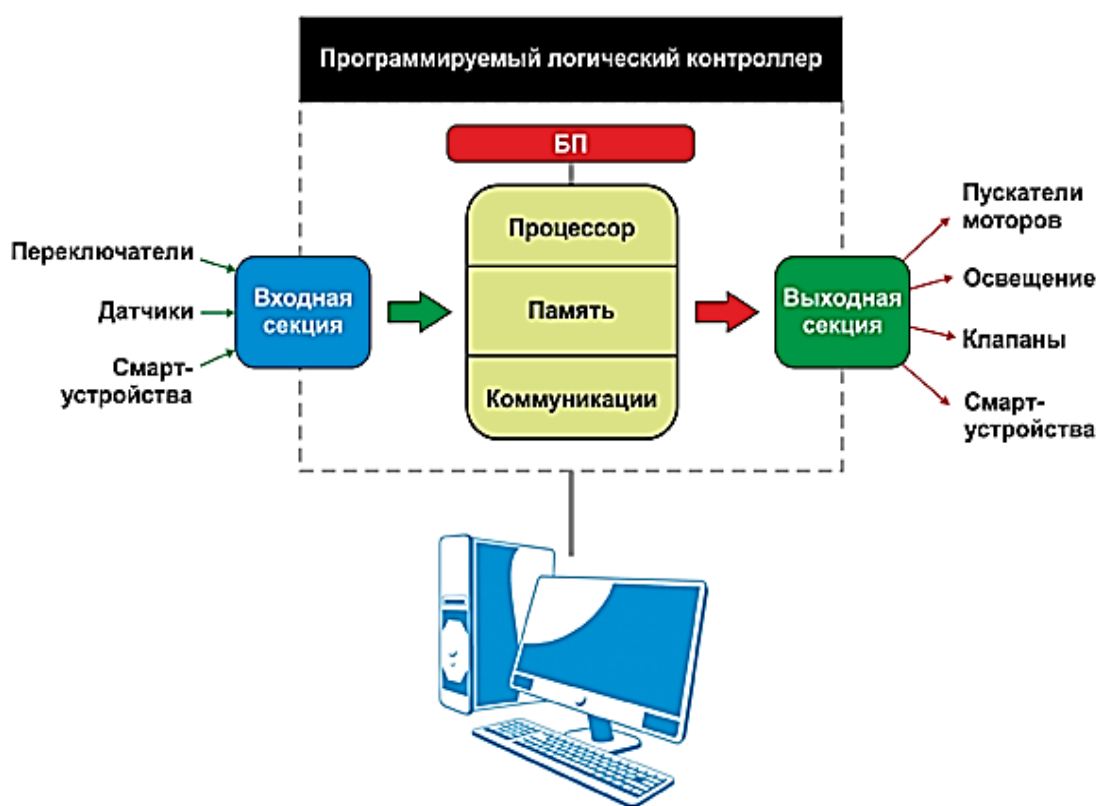 Программируемый логический контроллер
БП
Процессор
Память
Коммуникации
Переключатели
Датчики
Смарт-
устройства
Входная
секция
Выходная
секция
Пускатели
моторов
Освещение
Клапаны
Смарт-
устройства